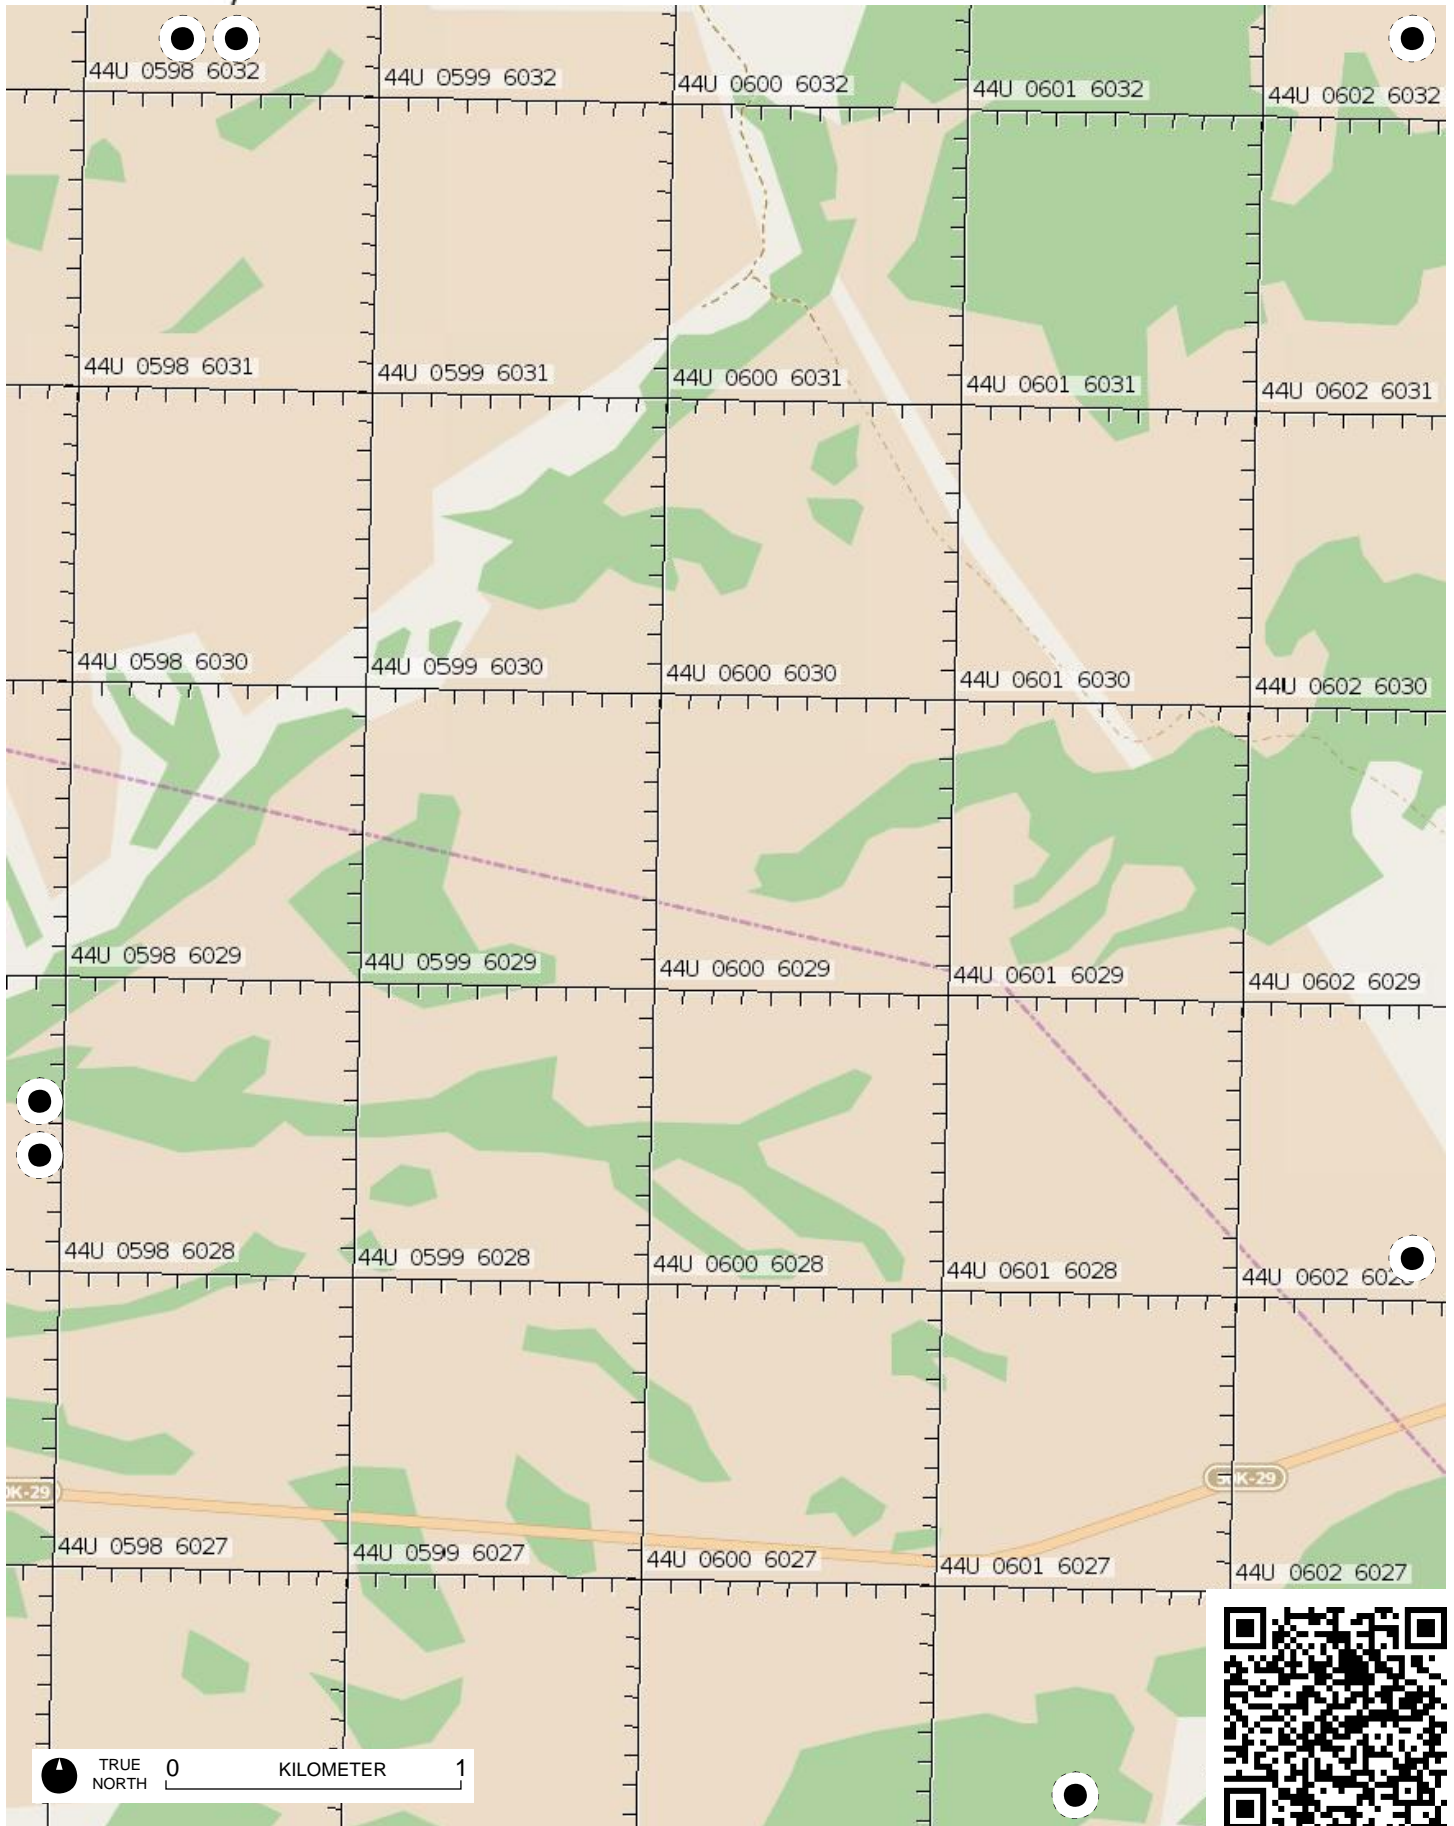 44U 0598 6032
44U 0599 6032
44U 0600 6032
44U 0601 6032
44U 0602 6032
44U 0598 6031
44U 0599 6031
44U 0600 6031
44U 0601 6031
44U 0602 6031
44U 0598 6030
44U 0599 6030
44U 0600 6030
44U 0601 6030
44U 0602 6030
44U 0598 6029
44U 0599 6029
44U 0600 6029
44U 0601 6029
44U 0602 6029
44U 0598 6028
44U 0599 6028
44U 0600 6028
44U 0601 6028
44U 0602
K-29
44U 0598 6027
44U 0599 6027
44U 0600 6027
44U 0601 6027
44U 0602 6027
TRUE NORTH
0 KILOMETER 1